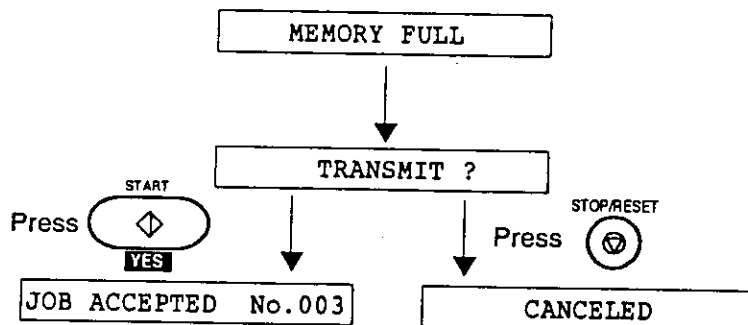 MEMORY FULL
TRANSMIT ?
START
Press
YES
STOP/RESET
Press
JOB ACCEPTED No.003
CANCELED